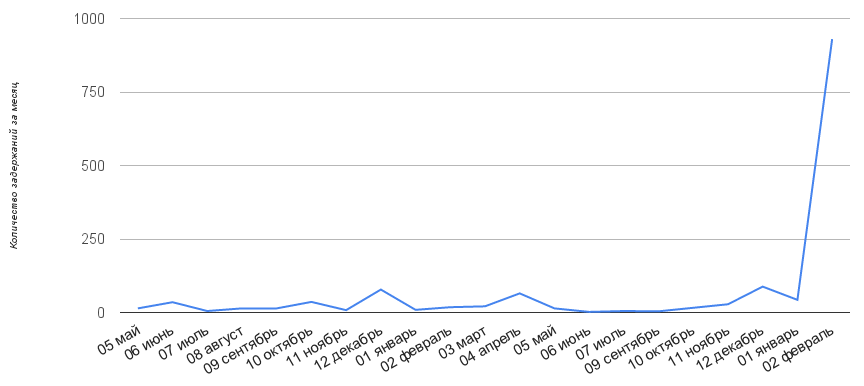 1000
750
500
250
0
Количество задержаний за месяц
05 май
06 июнь
07 июль
08 август
09 сентябрь
10 октябрь
11 ноябрь
12 декабрь
01 январь
02 февраль
03 март
04 апрель
05 май
06 июнь
07 июль
09 сентябрь
10 октябрь
11 ноябрь
12 декабрь
01 январь
02 февраль